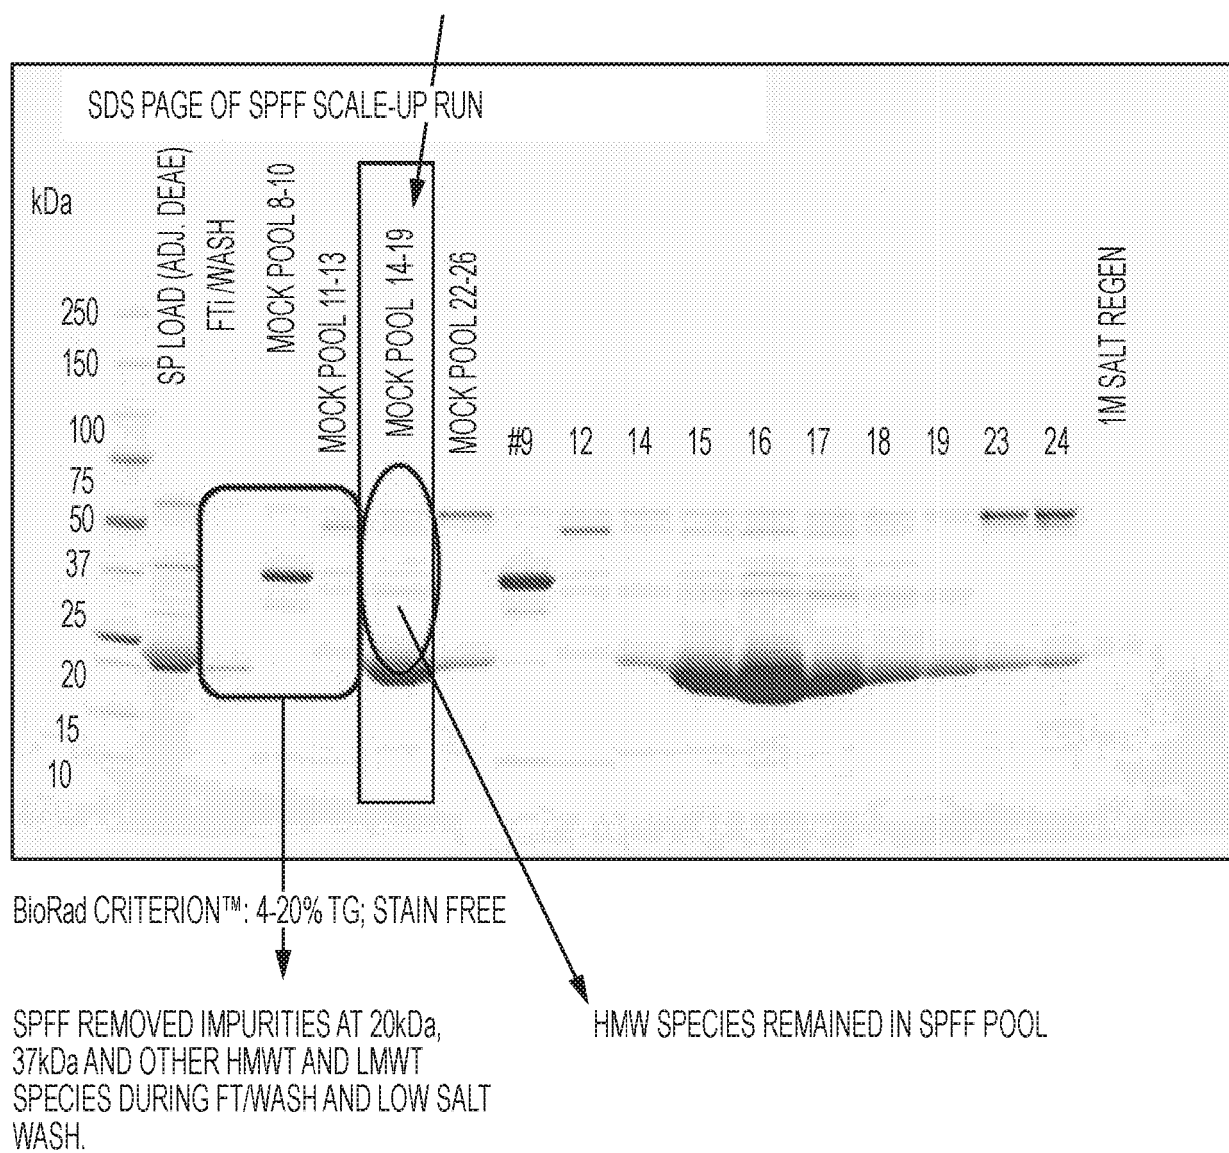 SDS PAGE OF SPFF SCALE-UP RUN
kDa
250
150
100
75
50
37
25
20
15
10
SP LOAD (ADJ. DEAE)
FTi /WASH
MOCK POOL 8-10
MOCK POOL 11-13
MOCK POOL 14-19
MOCK POOL 22-26
#9 12 14 15 16 17 18 19 23 24
1M SALT REGEN
BioRad CRITERION™: 4-20% TG; STAIN FREE
SPFF REMOVED IMPURITIES AT 20kDa,
37kDa AND OTHER HMWT AND LMWT
SPECIES DURING FT/WASH AND LOW SALT
WASH.
HMW SPECIES REMAINED IN SPFF POOL